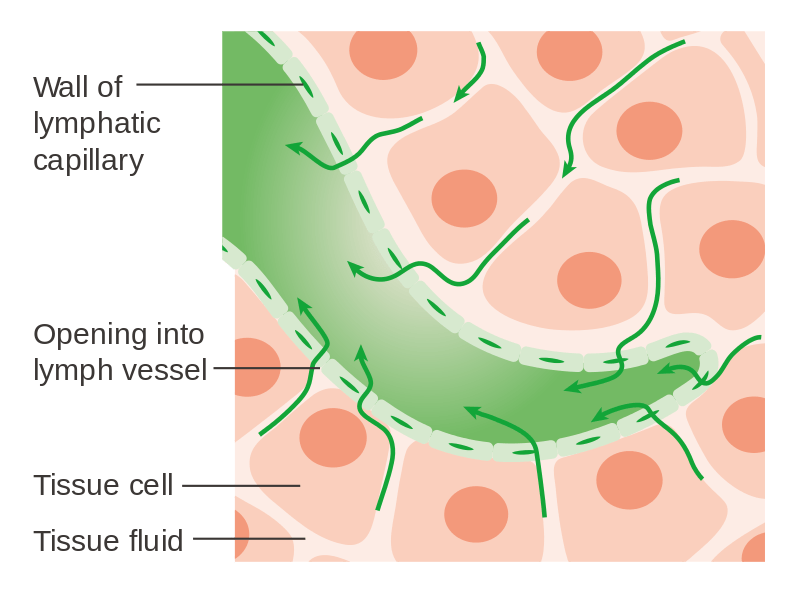 Wall of
lymphatic
capillary
Opening into
lymph vessel
Tissue cell
Tissue fluid